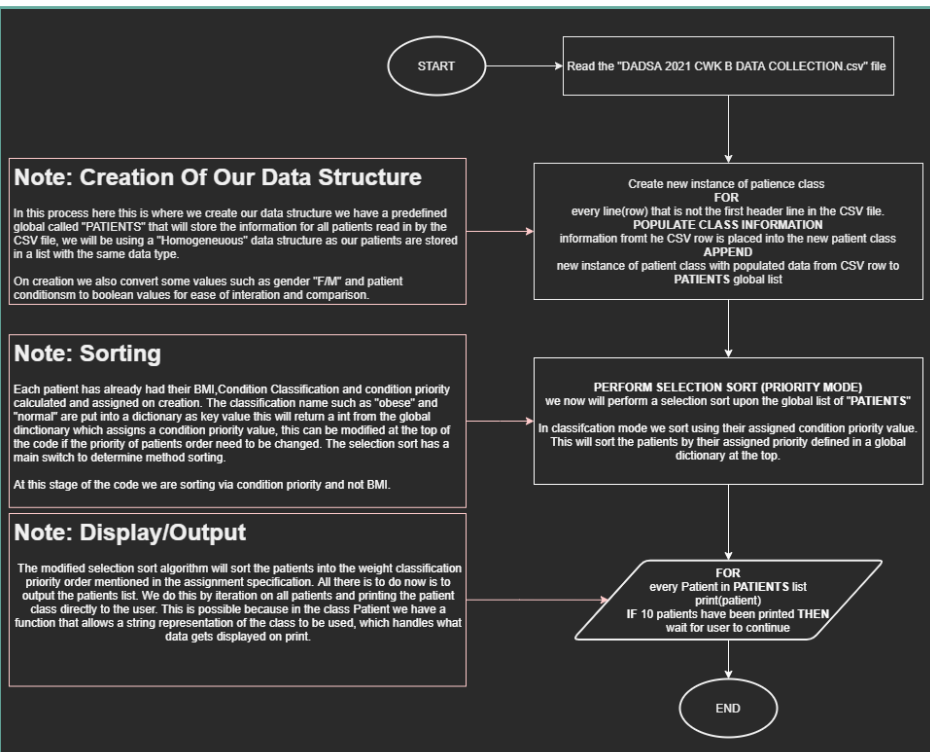 START
Read the "DADSA 2021 CWK B DATA COLLECTION.csv" file
Note: Creation Of Our Data Structure
In this process here this is where we create our data structure we have a predefined
global called "PATIENTS" that will store the information for all patients read in by the
CSV file, we will be using a "Homogeneuous" data structure as our patients are stored
in a list with the same data type.
On creation we also convert some values such as gender "F/M" and patient
conditionsm to boolean values for ease of interation and comparison.
Create new instance of patience class
FOR
every line(row) that is not the first header line in the CSV file.
POPULATE CLASS INFORMATION
information fromt he CSV row is placed into the new patient class
APPEND
new instance of patient class with populated data from CSV row to
PATIENTS global list
Note: Sorting
Each patient has already had their BMI,Condition Classification and condition priority
calculated and assigned on creation. The classification name such as "obese" and
"normal" are put into a dictionary as key value this will return a int from the global
dinctionary which assigns a condition priority value, this can be modified at the top of
the code if the priority of patients order need to be changed. The selection sort has a
main switch to determine method sorting.
At this stage of the code we are sorting via condition priority and not BMI.
PERFORM SELECTION SORT (PRIORITY MODE)
we now will perform a selection sort upon the global list of "PATIENTS"
In classifcation mode we sort using their assigned condition priority value.
This will sort the patients by their assigned priority defined in a global
dictionary at the top.
Note: Display/Output
The modified selection sort algorithm will sort the patients into the weight classification
priority order mentioned in the assignment specification. All there is to do now is to
output the patients list. We do this by iteration on all patients and printing the patient
class directly to the user. This is possible because in the class Patient we have a
function that allows a string representation of the class to be used, which handles what
data gets displayed on print.
FOR
every Patient in PATIENTS list
print(patient)
IF 10 patients have been printed THEN
wait for user to continue
END